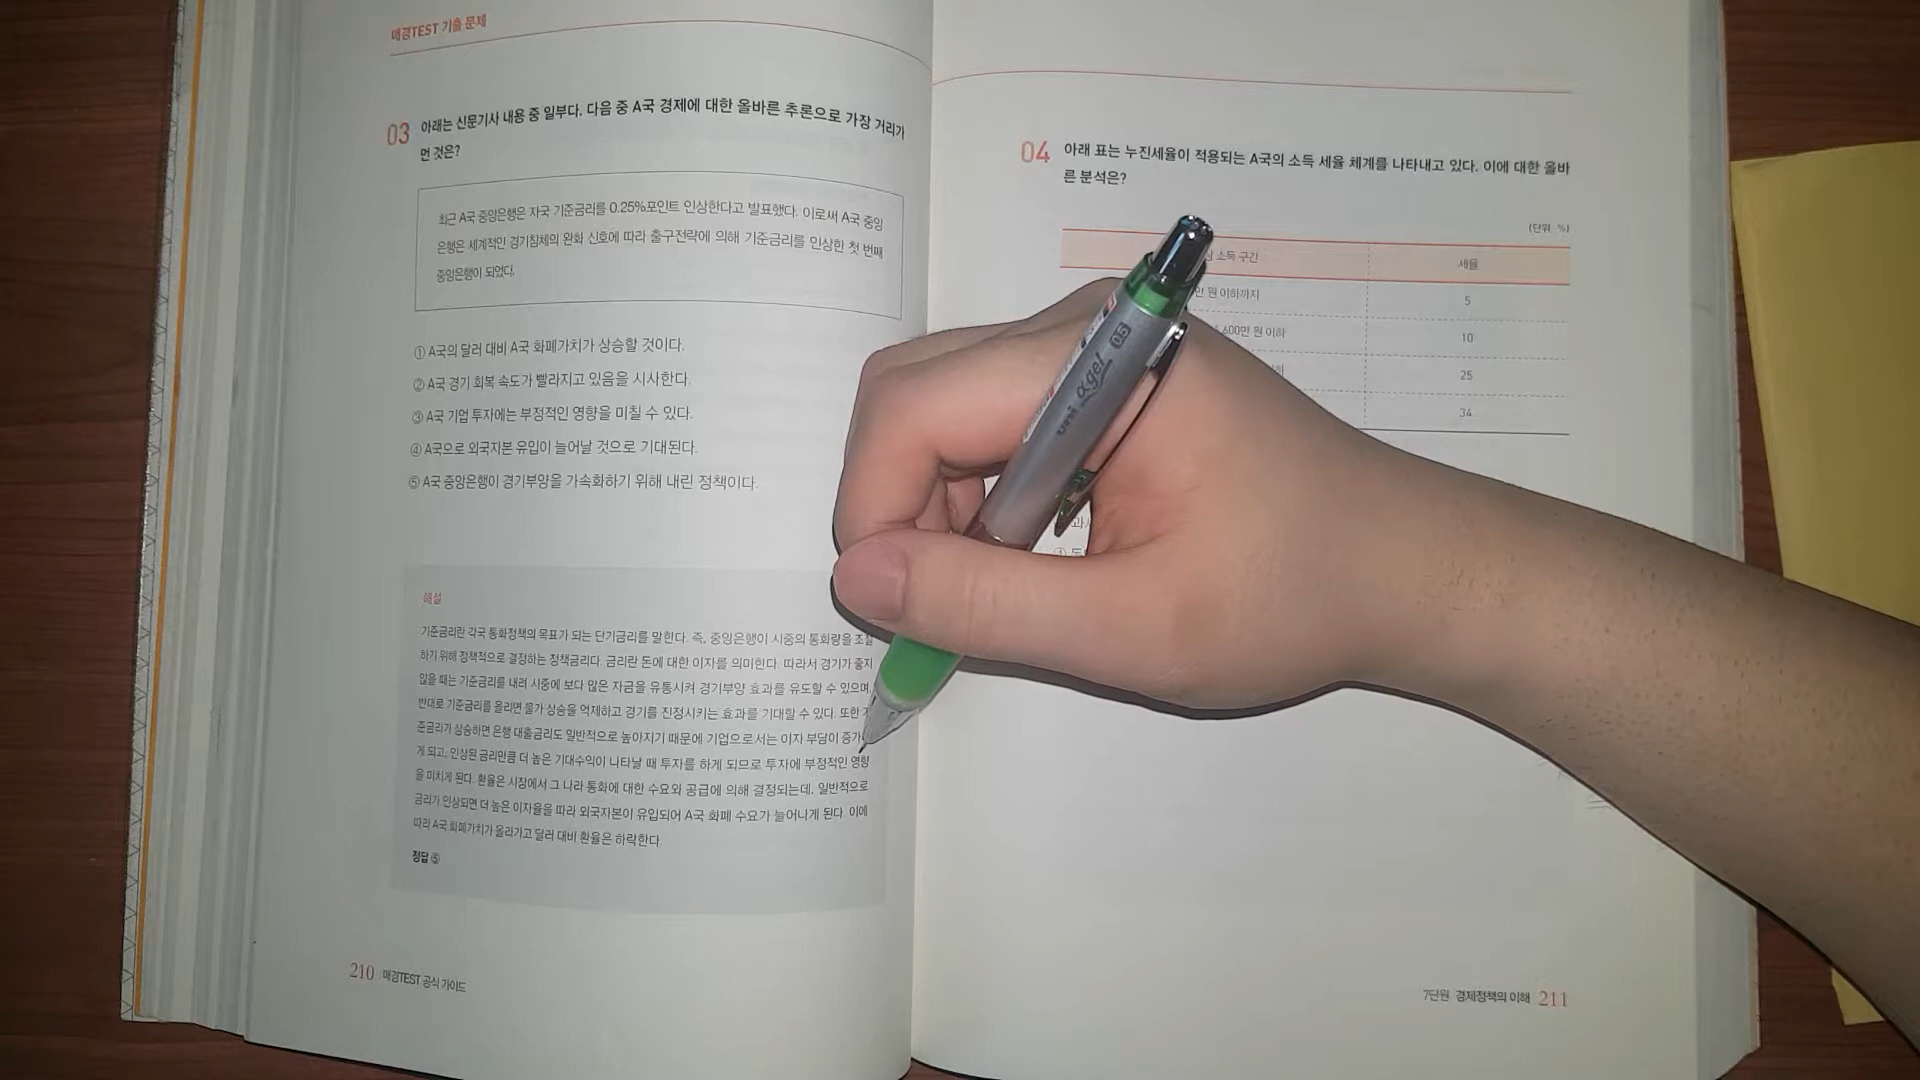 매경TEST 기출 문제
03 아래는 신문기사 내용 중 일부다. 다음 중 A국 경제에 대한 올바른 추론으로 가장 거리가
먼 것은?
최근 A국 중앙은행은 자국 기준금리를 0.25%포인트 인상한다고 발표했다. 이로써 A국 중앙
은행은 세계적인 경기침체의 완화 신호에 따라 출구전략에 의해 기준금리를 인상한 첫 번째
중앙은행이 되었다.
① A국의 달러 대비 A국 화폐가치가 상승할 것이다.
② A국 경기 회복 속도가 빨라지고 있음을 시사한다.
③ A국 기업 투자에는 부정적인 영향을 미칠 수 있다.
④ A국으로 외국자본 유입이 늘어날 것으로 기대된다.
⑤ A국 중앙은행이 경기부양을 가속화하기 위해 내린 정책이다.
해설
기준금리란 각국 통화정책의 목표가 되는 단기금리를 말한다. 즉, 중앙은행이 시중의 통화량을 조절
하기 위해 정책적으로 결정하는 정책금리다. 금리란 돈에 대한 이자를 의미한다. 따라서 경기가 좋지
않을 때는 기준금리를 내려 시중에 보다 많은 자금을 유통시켜 경기부양 효과를 유도할 수 있으며,
반대로 기준금리를 올리면 물가 상승을 억제하고 경기를 진정시키는 효과를 기대할 수 있다. 또한
준금리가 상승하면 은행 대출금리도 일반적으로 높아지기 때문에 기업으로서는 이자 부담이 증가
게 되고, 인상된 금리만큼 더 높은 기대수익이 나타날 때 투자를 하게 되므로 투자에 부정적인 영향
을 미치게 된다. 환율은 시장에서 그 나라 통화에 대한 수요와 공급에 의해 결정되는데, 일반적으로
금리가 인상되면 더 높은 이자율을 따라 외국자본이 유입되어 A국 화폐 수요가 늘어나게 된다. 이에
따라 A국 화폐가치가 올라가고 달러 대비 환율은 하락한다.
정답 ⑤
210 매경TEST 공식 가이드
04 아래 표는 누진세율이 적용되는 A국의 소득 세율 체계를 나타내고 있다. 이에 대한 올바
른 분석은?
(단위: %)
소득 구간 세율
만 원 이하까지 5
600만 원 이하 10
25
34
7단원 경제정책의 이해 211
uni αgel 0.5